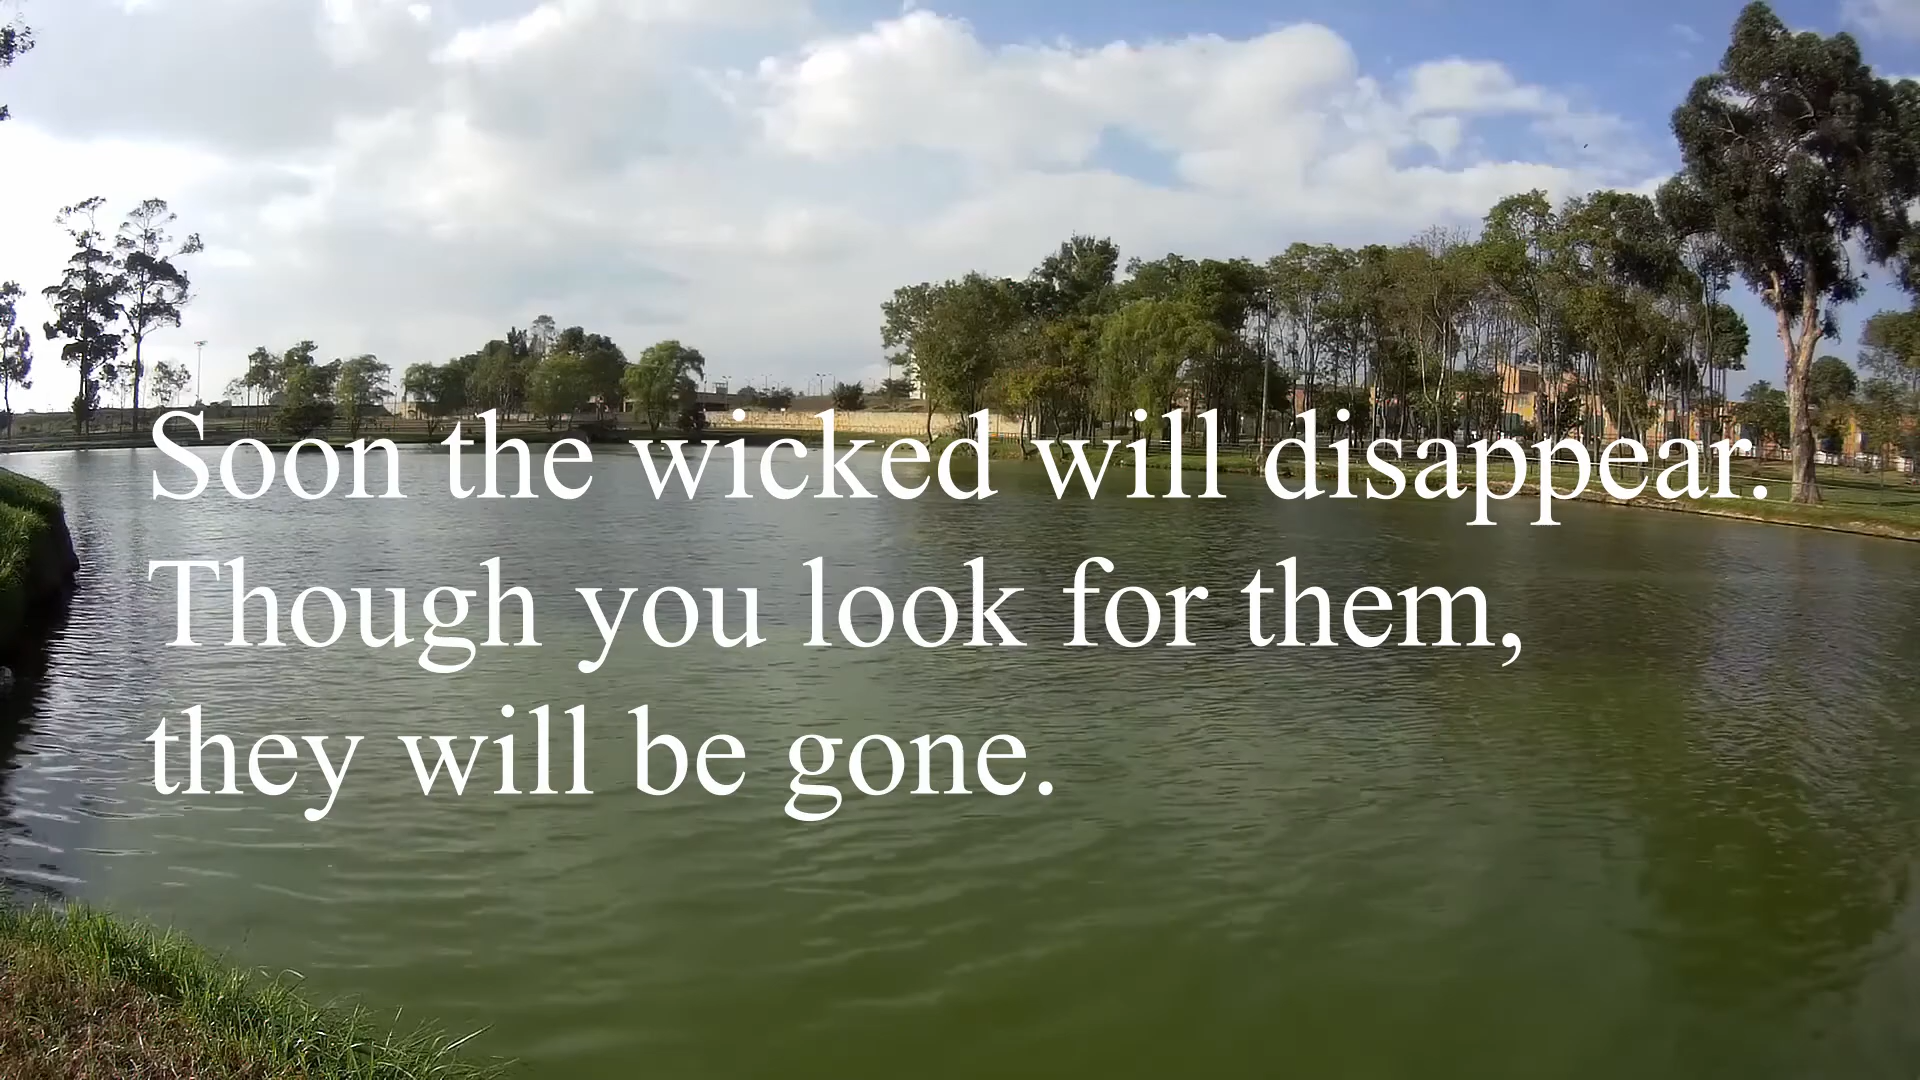 Soon the wicked will disappear.
Though you look for them,
they will be gone.